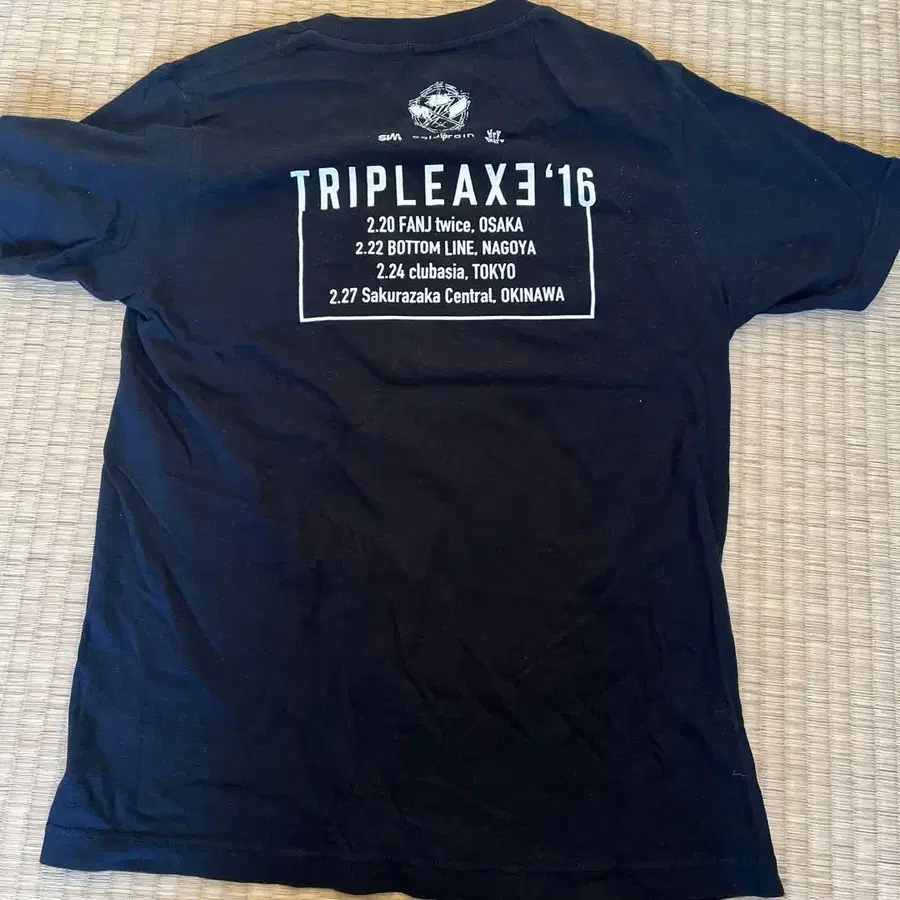 SiM coldrain
TRIPLEAXƎ '16
2.20 FANJ twice, OSAKA
2.22 BOTTOM LINE, NAGOYA
2.24 clubasia, TOKYO
2.27 Sakurazaka Central, OKINAWA